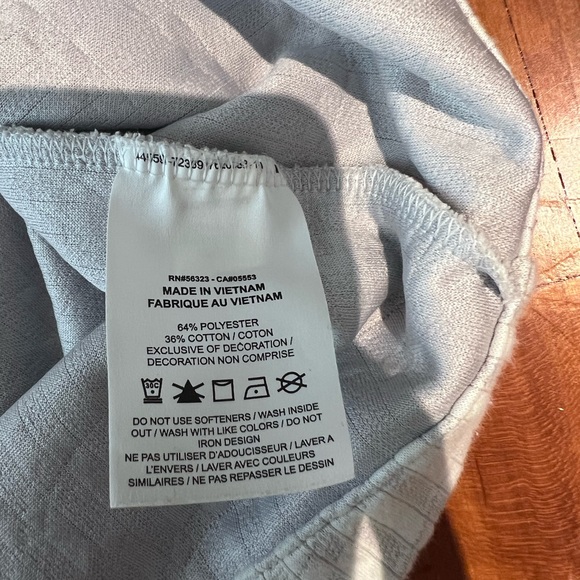 RN#56323 - CA#05553
MADE IN VIETNAM
FABRIQUE AU VIETNAM
64% POLYESTER
36% COTTON / COTON
EXCLUSIVE OF DECORATION /
DECORATION NON COMPRISE
30C
DO NOT USE SOFTENERS / WASH INSIDE
OUT / WASH WITH LIKE COLORS / DO NOT
IRON DESIGN
NE PAS UTILISER D'ADOUCISSEUR / LAVER A
L'ENVERS / LAVER AVEC COULEURS
SIMILAIRES / NE PAS REPASSER LE DESSIN